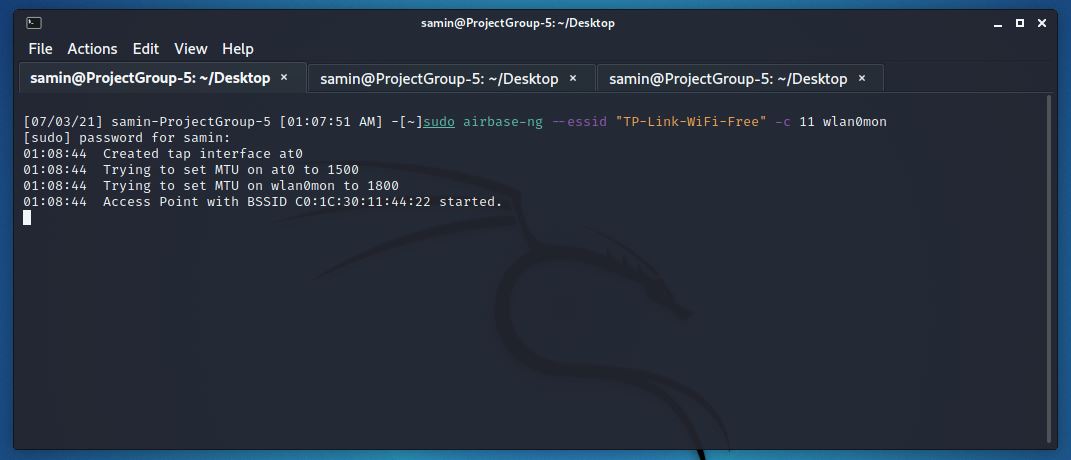 samin@ProjectGroup-5: ~/Desktop
File Actions Edit View Help
samin@ProjectGroup-5: ~/Desktop × samin@ProjectGroup-5: ~/Desktop × samin@ProjectGroup-5: ~/Desktop ×
[07/03/21] samin-ProjectGroup-5 [01:07:51 AM] -[~]sudo airbase-ng --essid "TP-Link-WiFi-Free" -c 11 wlan0mon
[sudo] password for samin:
01:08:44  Created tap interface at0
01:08:44  Trying to set MTU on at0 to 1500
01:08:44  Trying to set MTU on wlan0mon to 1800
01:08:44  Access Point with BSSID C0:1C:30:11:44:22 started.